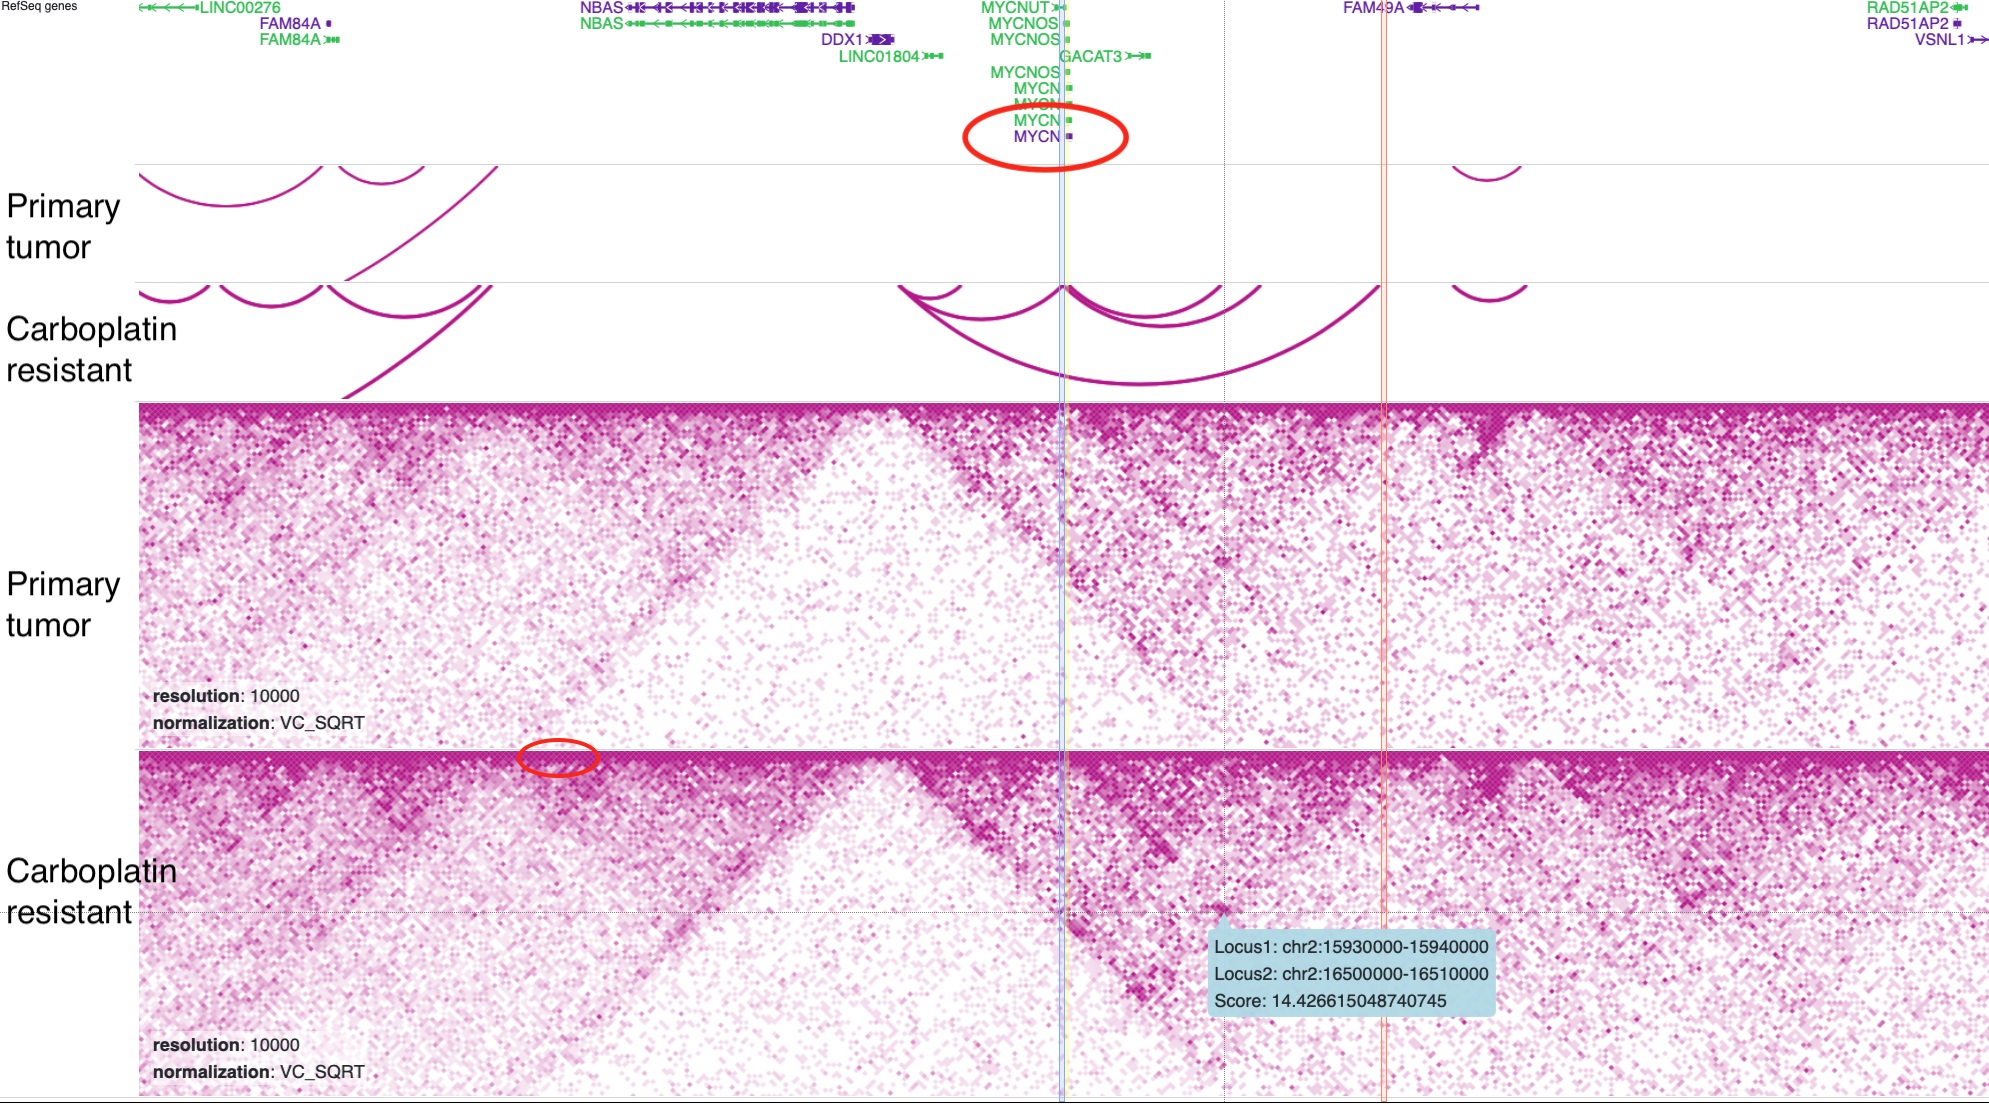 RefSeq genes
LINC00276
NBAS
MYCNUT
FAM49A
RAD51AP2
FAM84A
NBAS
MYCNOS
RAD51AP2
FAM84A
DDX1
MYCNOS
VSNL1
LINC01804
GACAT3
MYCNOS
MYCN
MYCN
MYCN
MYCN
Primary
tumor
Carboplatin
resistant
Primary
tumor
resolution: 10000
normalization: VC_SQRT
Carboplatin
resistant
Locus1: chr2:15930000-15940000
Locus2: chr2:16500000-16510000
Score: 14.426615048740745
resolution: 10000
normalization: VC_SQRT